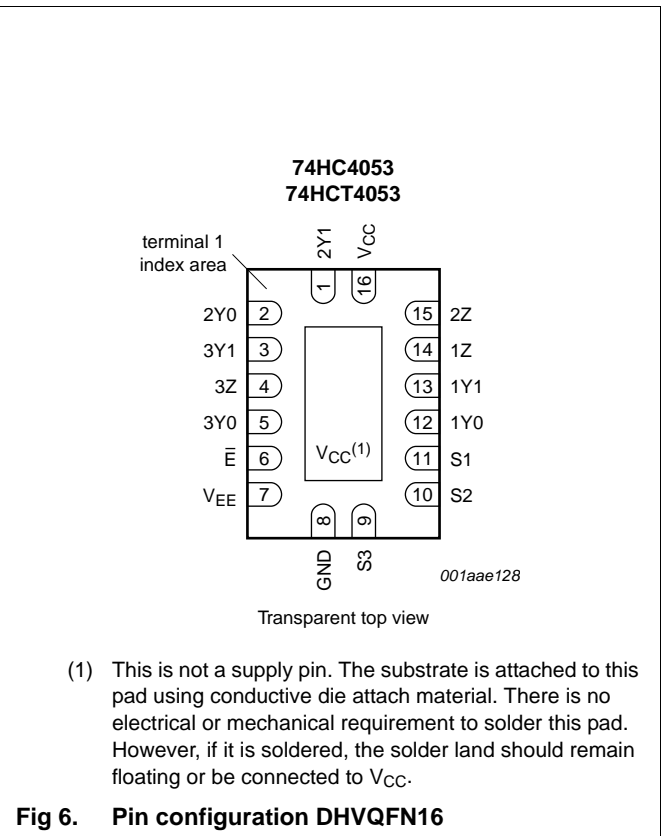 74HC4053
74HCT4053
terminal 1
index area
2Y1
VCC
1
16
2Y0 2
15 2Z
3Y1 3
14 1Z
3Z 4
13 1Y1
3Y0 5
12 1Y0
E̅ 6
VCC(1)
11 S1
VEE 7
10 S2
8
9
GND
S3
001aae128
Transparent top view
(1) This is not a supply pin. The substrate is attached to this
pad using conductive die attach material. There is no
electrical or mechanical requirement to solder this pad.
However, if it is soldered, the solder land should remain
floating or be connected to VCC.
Fig 6. Pin configuration DHVQFN16